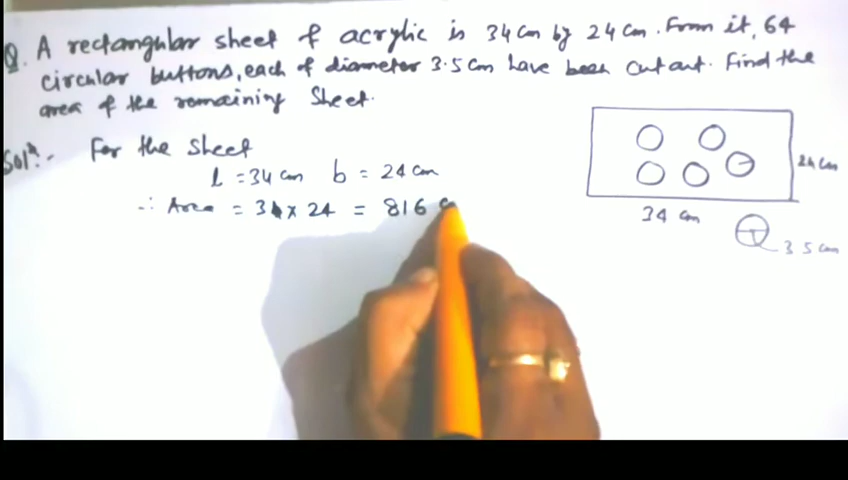 Q. A rectangular sheet of acrylic is 34 cm by 24 cm. From it, 64
circular buttons, each of diameter 3.5 cm have been cut out. Find the
area of the remaining Sheet.
Solⁿ:- For the Sheet
l = 34 cm b = 24 cm
∴ Area = 34 × 24 = 816 c
24 cm
34 cm
3.5 cm